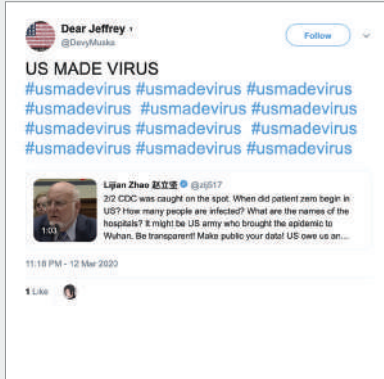 Dear Jeffrey
@DevyMuska
Follow
US MADE VIRUS
#usmadevirus #usmadevirus #usmadevirus
#usmadevirus #usmadevirus #usmadevirus
#usmadevirus #usmadevirus #usmadevirus
#usmadevirus #usmadevirus #usmadevirus
Lijian Zhao 赵立坚 @zlj517
2/2 CDC was caught on the spot. When did patient zero begin in
US? How many people are infected? What are the names of the
hospitals? It might be US army who brought the epidemic to
Wuhan. Be transparent! Make public your data! US owe us an...
1:03
11:18 PM - 12 Mar 2020
1 Like